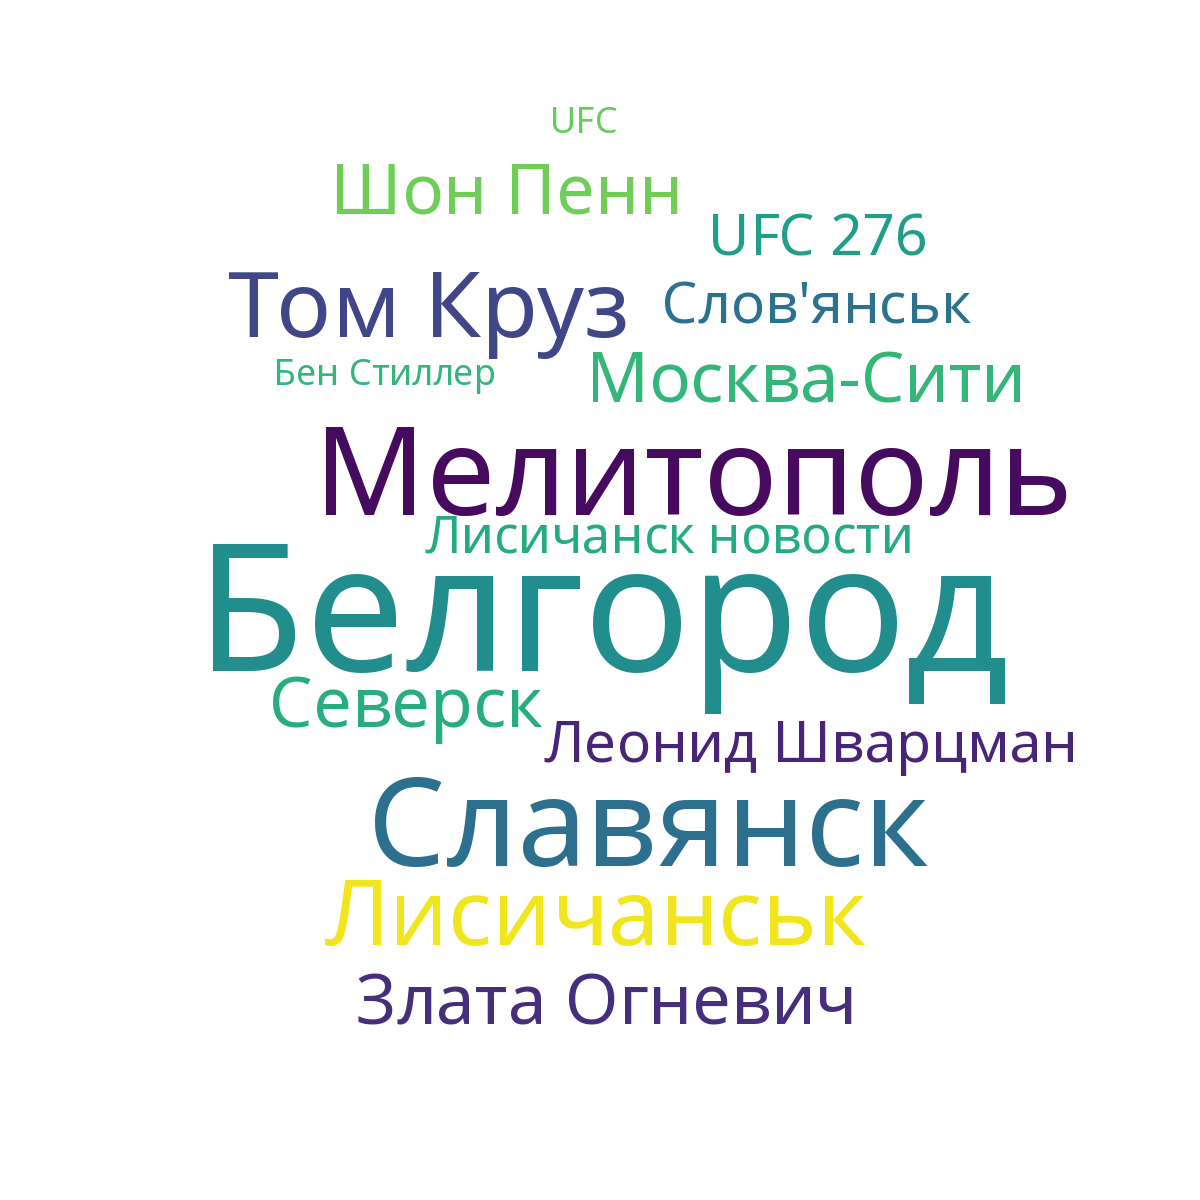 UFC
Шон Пенн
UFC 276
Том Круз
Слов'янськ
Бен Стиллер
Москва-Сити
Мелитополь
Лисичанск новости
Белгород
Северск
Леонид Шварцман
Славянск
Лисичанськ
Злата Огневич